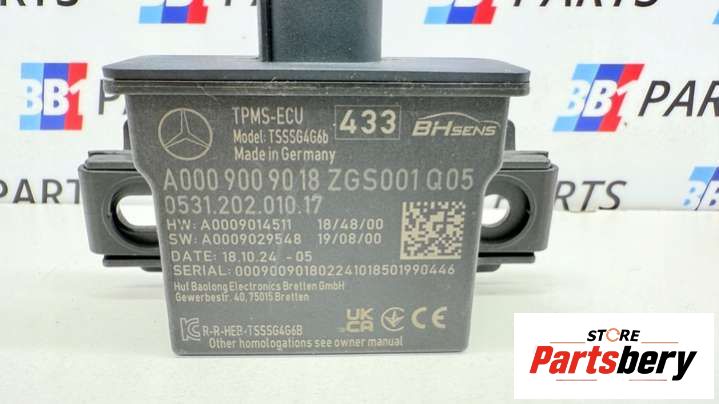 PARTS
BB1 PARTS BB1
BB1
PARTS
TPMS-ECU
Model: TSSSG4G6b
Made in Germany
433
BHSENS
A000 900 90 18 ZGS001 Q05
0531.202.010.17
HW: A0009014511 18/48/00
SW: A0009029548 19/08/00
DATE: 18.10.24 - 05
SERIAL: 00090090180224101850199​0446
Huf Baolong Electronics Bretten GmbH
Gewerbestr. 40, 75015 Bretten
R-R-HEB-TSSSG4G6B
UK
CA
Other homologations see owner manual
STORE
Partsbery